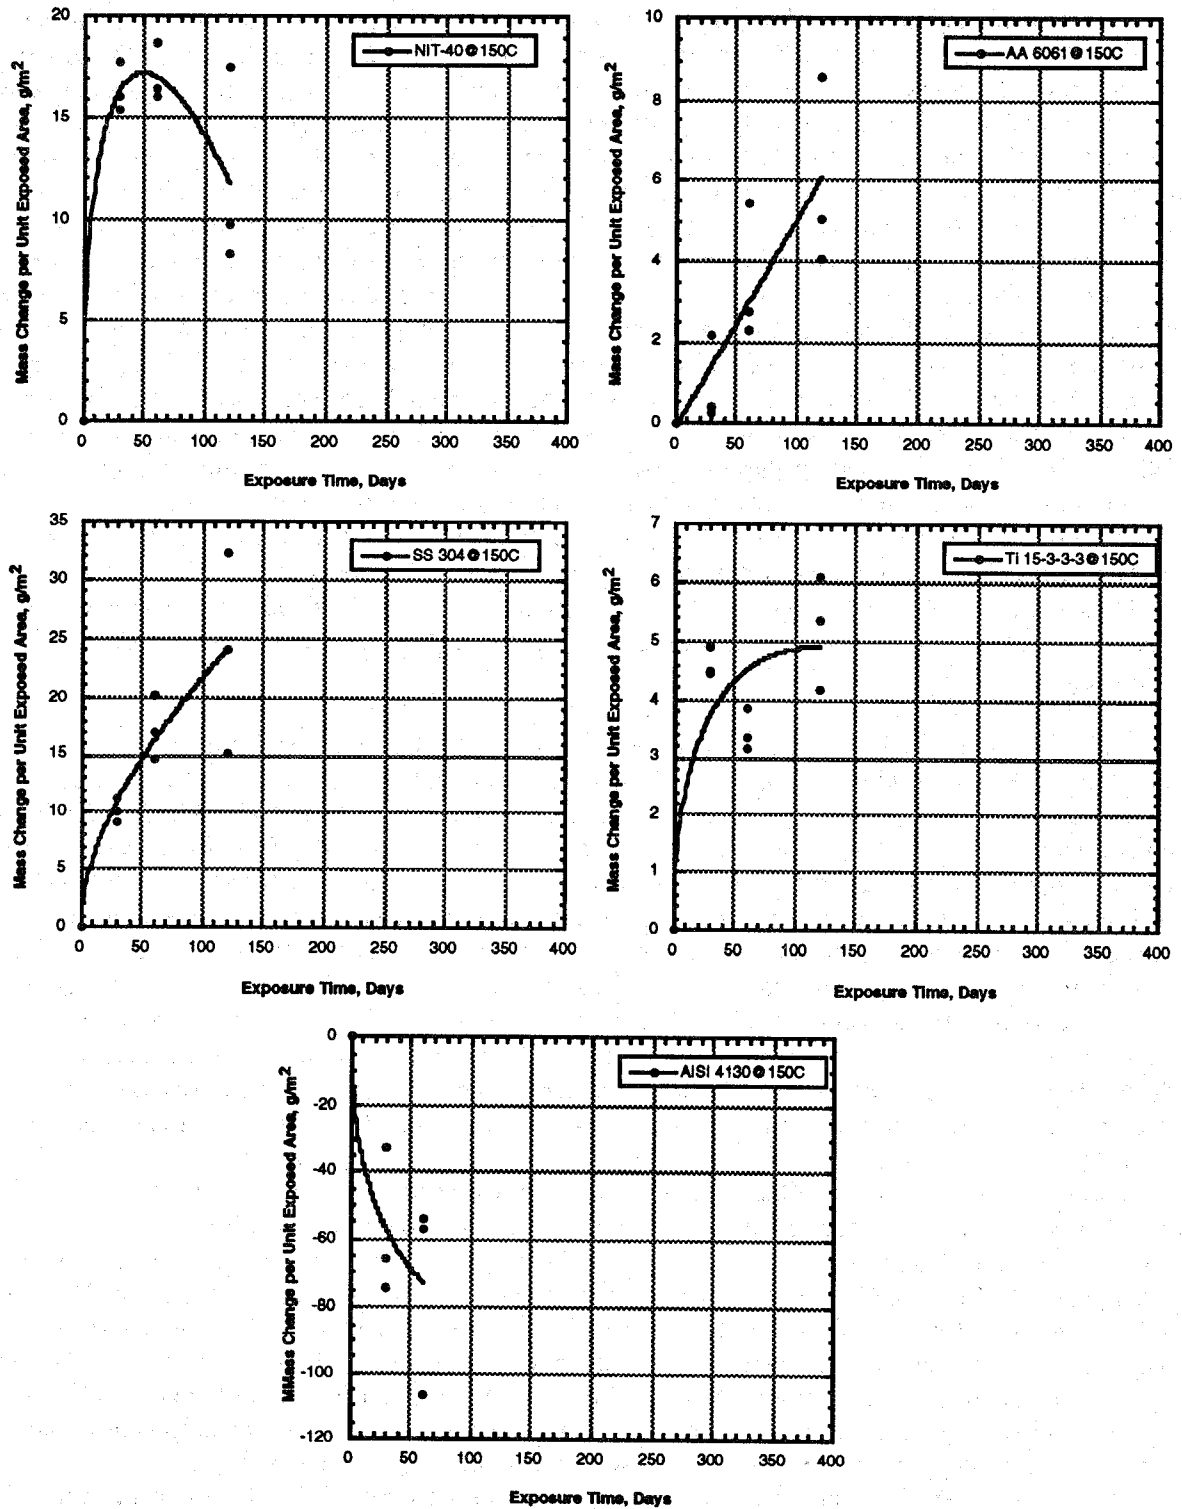 20
15
10
5
0
Mass Change per Unit Exposed Area, g/m2
NIT-40@150C
0 50 100 150 200 250 300 350 400
Exposure Time, Days
10
8
6
4
2
0
Mass Change per Unit Exposed Area, g/m2
AA 6061@150C
0 50 100 150 200 250 300 350 400
Exposure Time, Days
35
30
25
20
15
10
5
0
Mass Change per Unit Exposed Area, g/m2
SS 304@150C
0 50 100 150 200 250 300 350 400
Exposure Time, Days
7
6
5
4
3
2
1
0
Mass Change per Unit Exposed Area, g/m2
Ti 15-3-3-3@150C
0 50 100 150 200 250 300 350 400
Exposure Time, Days
0
-20
-40
-60
-80
-100
-120
MMass Change per Unit Exposed Area, g/m2
AISI 4130@150C
0 50 100 150 200 250 300 350 400
Exposure Time, Days